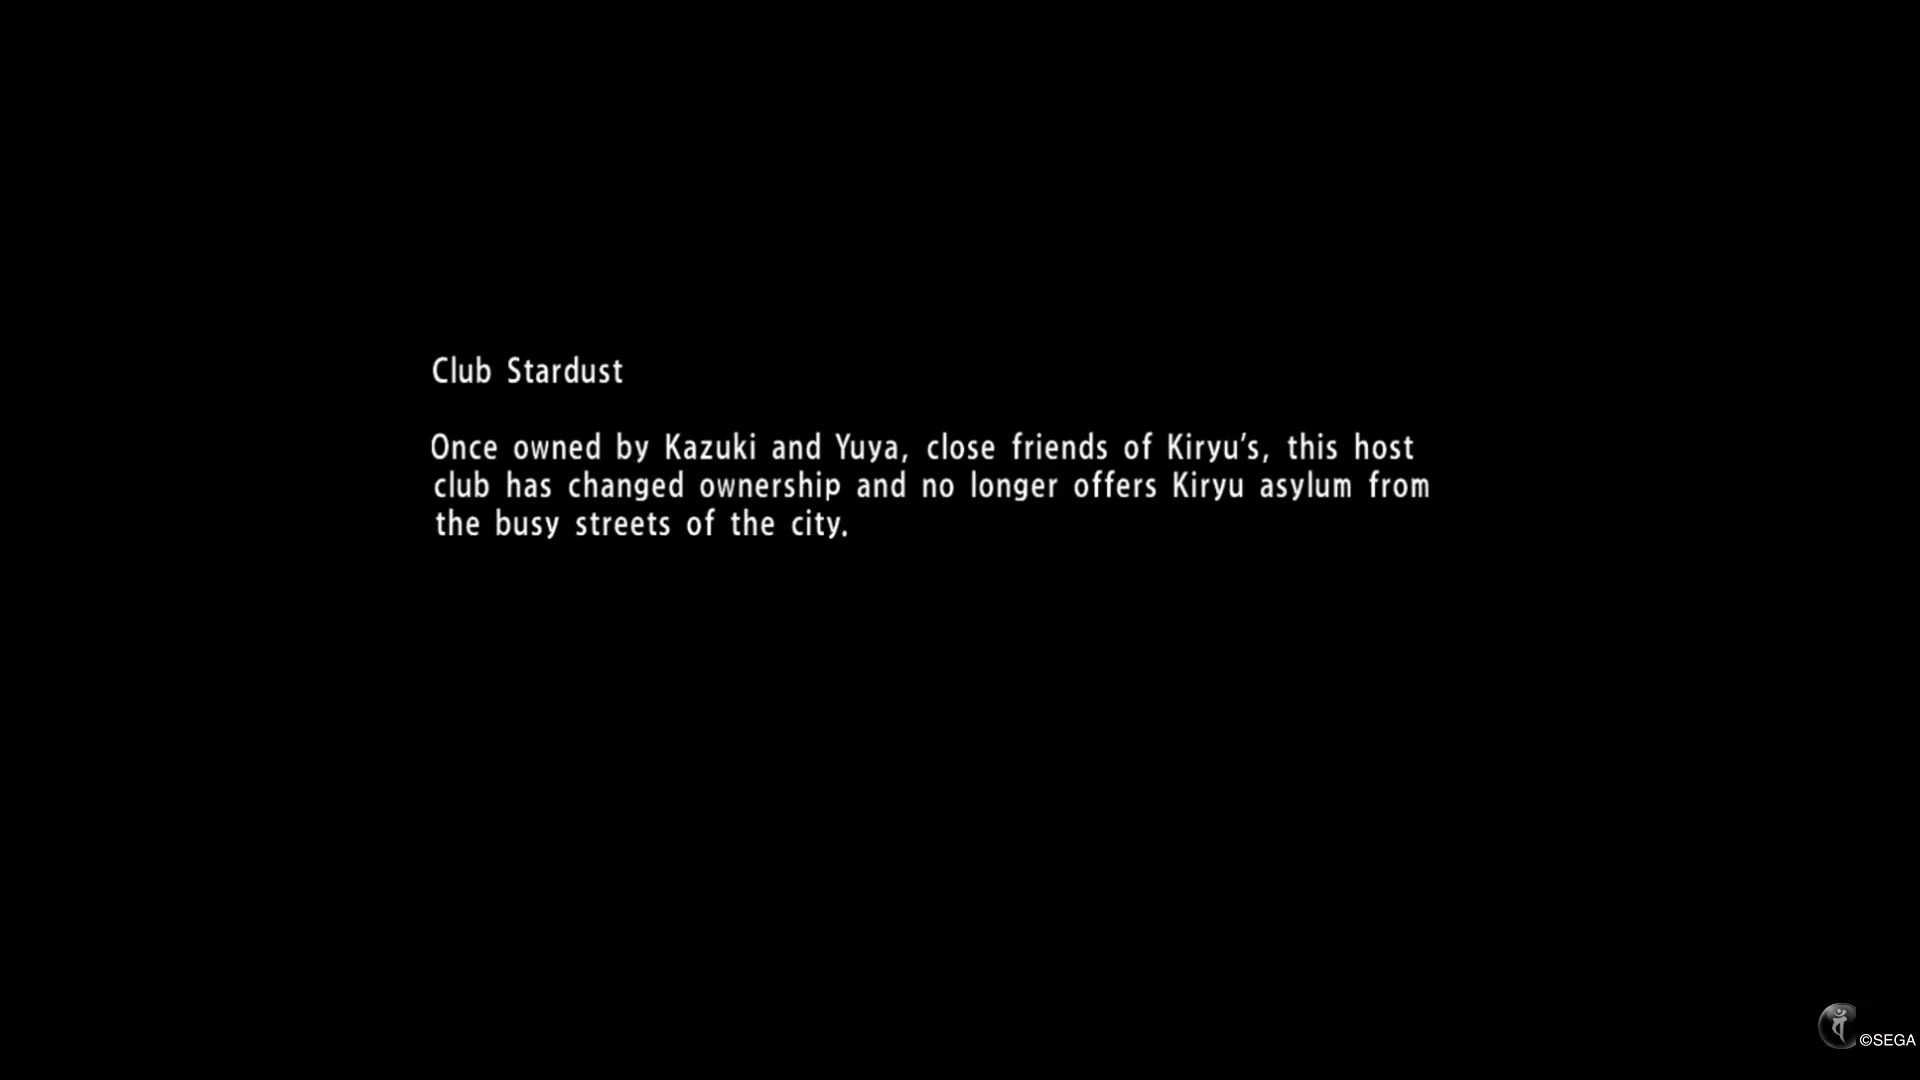 Club Stardust
Once owned by Kazuki and Yuya, close friends of Kiryu's, this host
club has changed ownership and no longer offers Kiryu asylum from
the busy streets of the city.
©SEGA